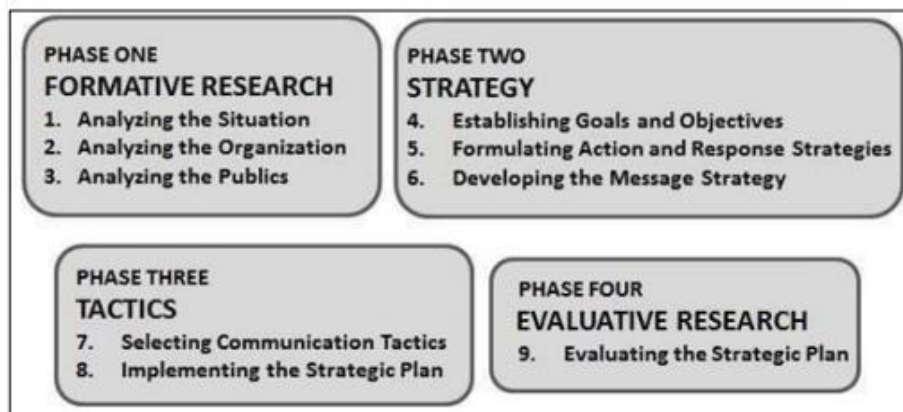 PHASE ONE
FORMATIVE RESEARCH
1. Analyzing the Situation
2. Analyzing the Organization
3. Analyzing the Publics
PHASE TWO
STRATEGY
4. Establishing Goals and Objectives
5. Formulating Action and Response Strategies
6. Developing the Message Strategy
PHASE THREE
TACTICS
7. Selecting Communication Tactics
8. Implementing the Strategic Plan
PHASE FOUR
EVALUATIVE RESEARCH
9. Evaluating the Strategic Plan